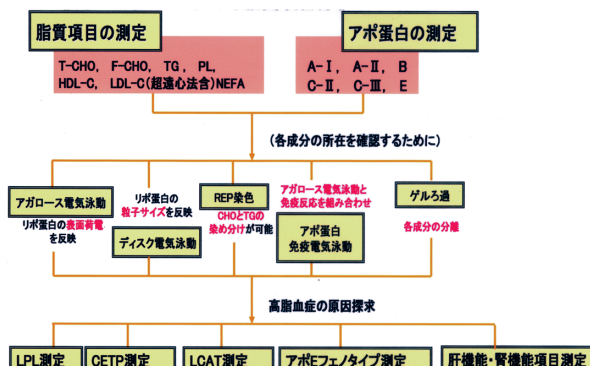 脂質項目の測定
T-CHO, F-CHO, TG, PL,
HDL-C, LDL-C(超遠心法含)NEFA
アポ蛋白の測定
A-Ⅰ, A-Ⅱ, B
C-Ⅱ, C-Ⅲ, E
(各成分の所在を確認するために)
アガロース電気泳動
リポ蛋白の表面荷電
を反映
リポ蛋白の
粒子サイズを反映
ディスク電気泳動
REP染色
CHOとTGの
染め分けが可能
アガロース電気泳動と
免疫反応を組み合わせ
アポ蛋白
免疫電気泳動
ゲルろ過
各成分の分離
高脂血症の原因探求
LPL測定
CETP測定
LCAT測定
アポEフェノタイプ測定
肝機能・腎機能項目測定